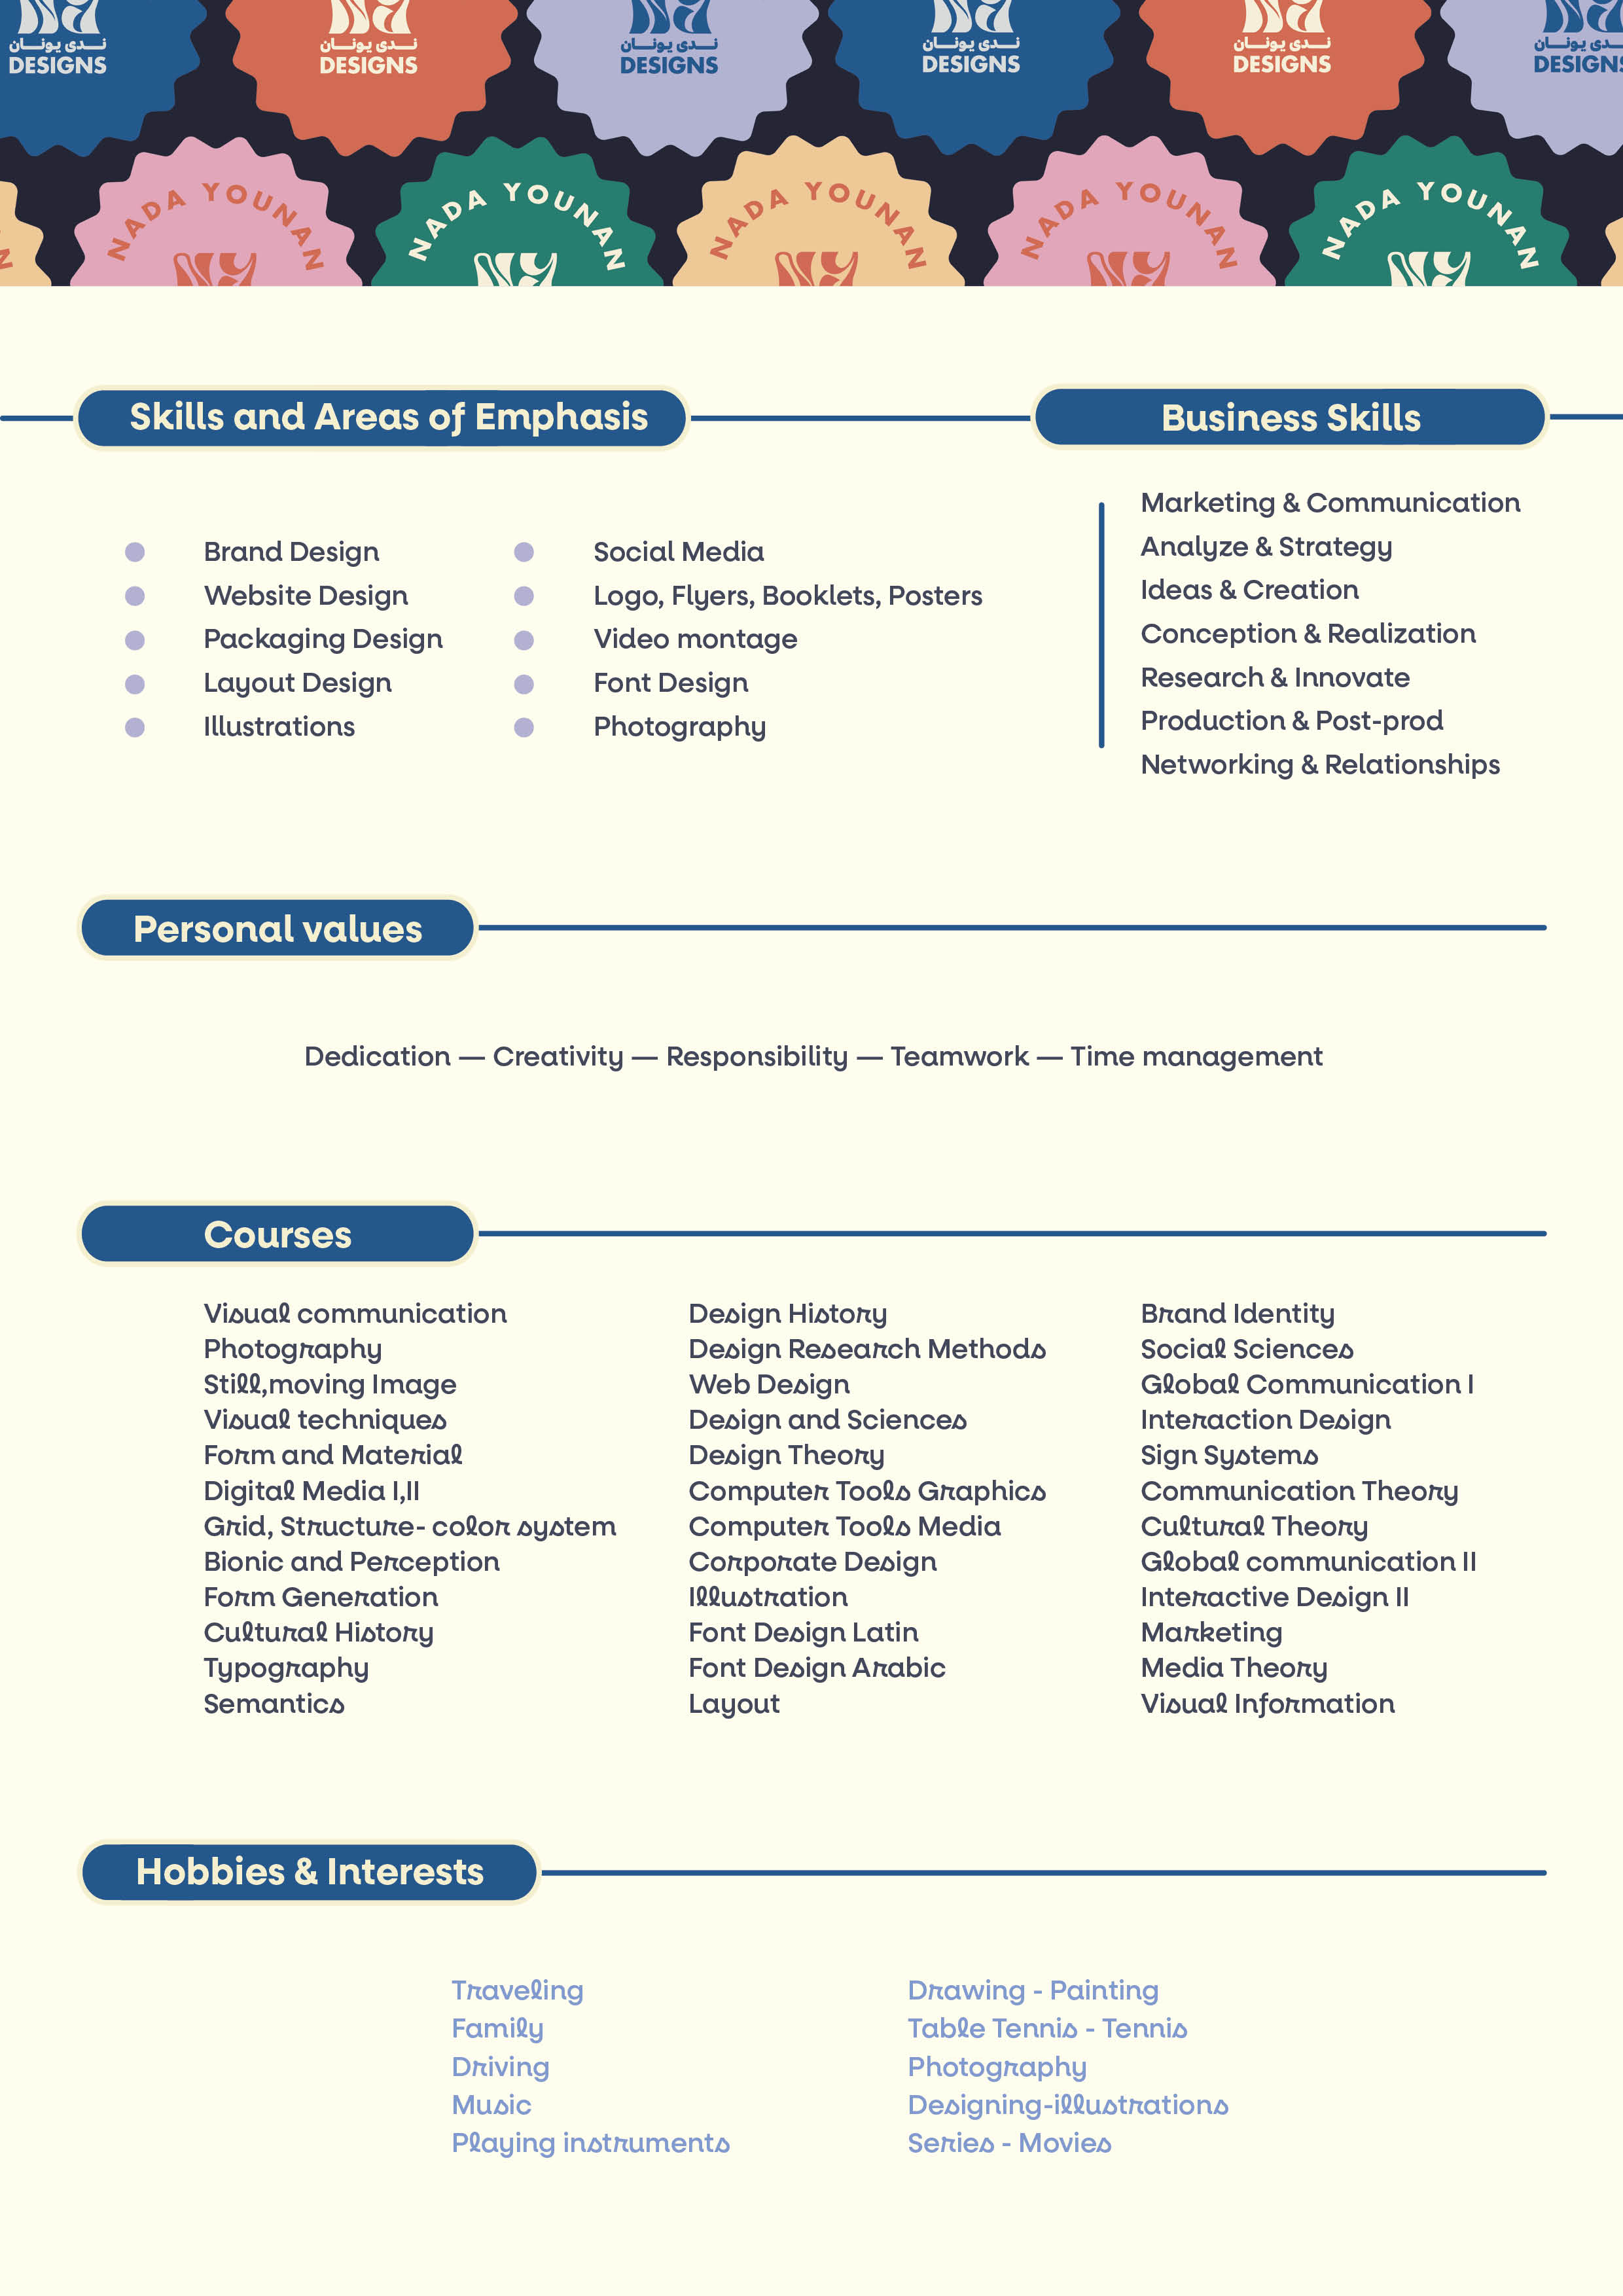 ندى يونان
DESIGNS
ندى يونان
DESIGNS
ندى يونان
DESIGNS
ندى يونان
DESIGNS
ندى يونان
DESIGNS
DESIGNS
NADA YOUNAN
NADA YOUNAN
NADA YOUNAN
NADA YOUNAN
NADA YOUNAN
Skills and Areas of Emphasis
Brand Design
Website Design
Packaging Design
Layout Design
Illustrations
Social Media
Logo, Flyers, Booklets, Posters
Video montage
Font Design
Photography
Business Skills
Marketing & Communication
Analyze & Strategy
Ideas & Creation
Conception & Realization
Research & Innovate
Production & Post-prod
Networking & Relationships
Personal values
Dedication — Creativity — Responsibility — Teamwork — Time management
Courses
Visual communication
Photography
Still,moving Image
Visual techniques
Form and Material
Digital Media I,II
Grid, Structure- color system
Bionic and Perception
Form Generation
Cultural History
Typography
Semantics
Design History
Design Research Methods
Web Design
Design and Sciences
Design Theory
Computer Tools Graphics
Computer Tools Media
Corporate Design
Illustration
Font Design Latin
Font Design Arabic
Layout
Brand Identity
Social Sciences
Global Communication I
Interaction Design
Sign Systems
Communication Theory
Cultural Theory
Global communication II
Interactive Design II
Marketing
Media Theory
Visual Information
Hobbies & Interests
Traveling
Family
Driving
Music
Playing instruments
Drawing - Painting
Table Tennis - Tennis
Photography
Designing-illustrations
Series - Movies